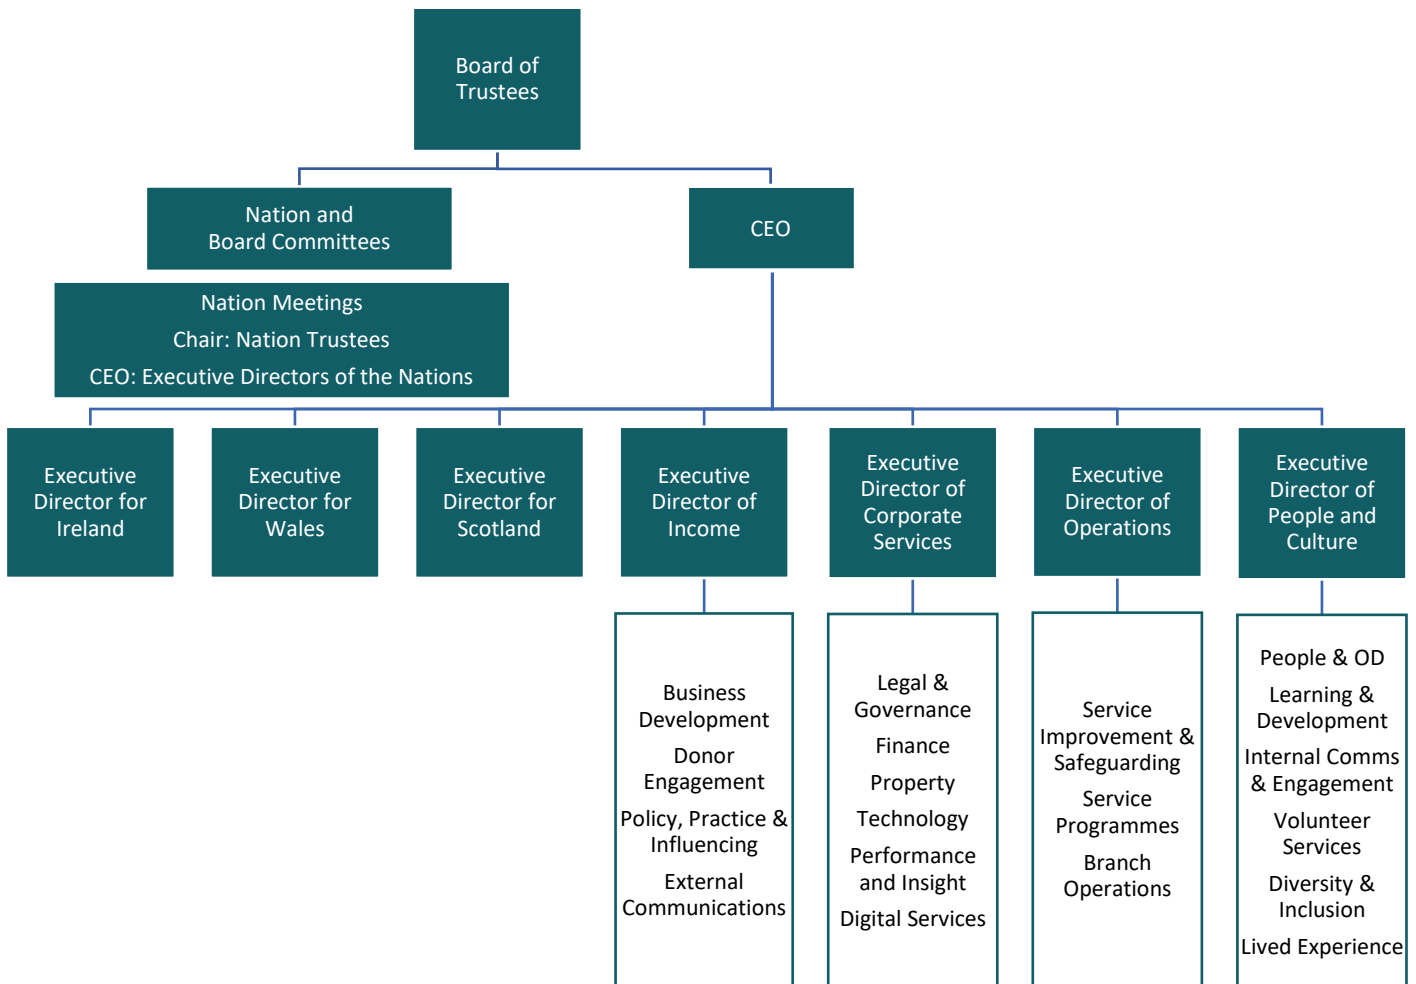 Board of
Trustees
Nation and
Board Committees
CEO
Nation Meetings
Chair: Nation Trustees
CEO: Executive Directors of the Nations
Executive
Director for
Ireland
Executive
Director for
Wales
Executive
Director for
Scotland
Executive
Director of
Income
Executive
Director of
Corporate
Services
Executive
Director of
Operations
Executive
Director of
People and
Culture
Business
Development
Donor
Engagement
Policy, Practice &
Influencing
External
Communications
Legal &
Governance
Finance
Property
Technology
Performance
and Insight
Digital Services
Service
Improvement &
Safeguarding
Service
Programmes
Branch
Operations
People & OD
Learning &
Development
Internal Comms
& Engagement
Volunteer
Services
Diversity &
Inclusion
Lived Experience